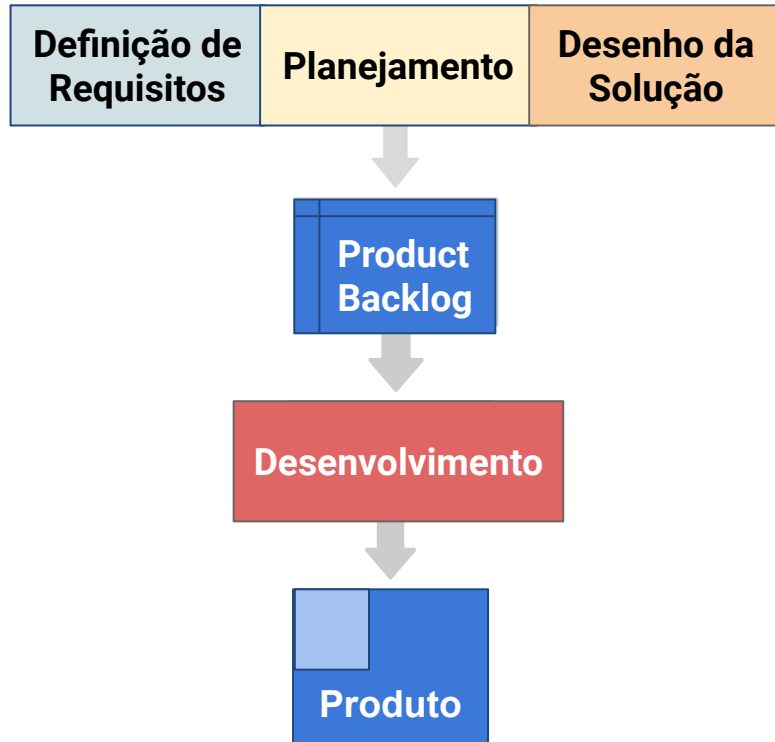 Definição de
Requisitos
Planejamento
Desenho da
Solução
Product
Backlog
Desenvolvimento
Produto